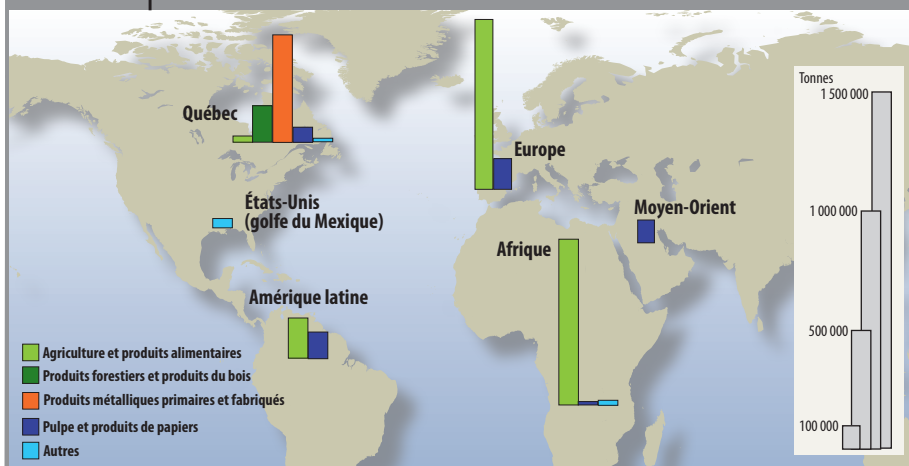 Québec
Europe
États-Unis
(golfe du Mexique)
Moyen-Orient
Afrique
Amérique latine
Agriculture et produits alimentaires
Produits forestiers et produits du bois
Produits métalliques primaires et fabriqués
Pulpe et produits de papiers
Autres
Tonnes
1 500 000
1 000 000
500 000
100 000